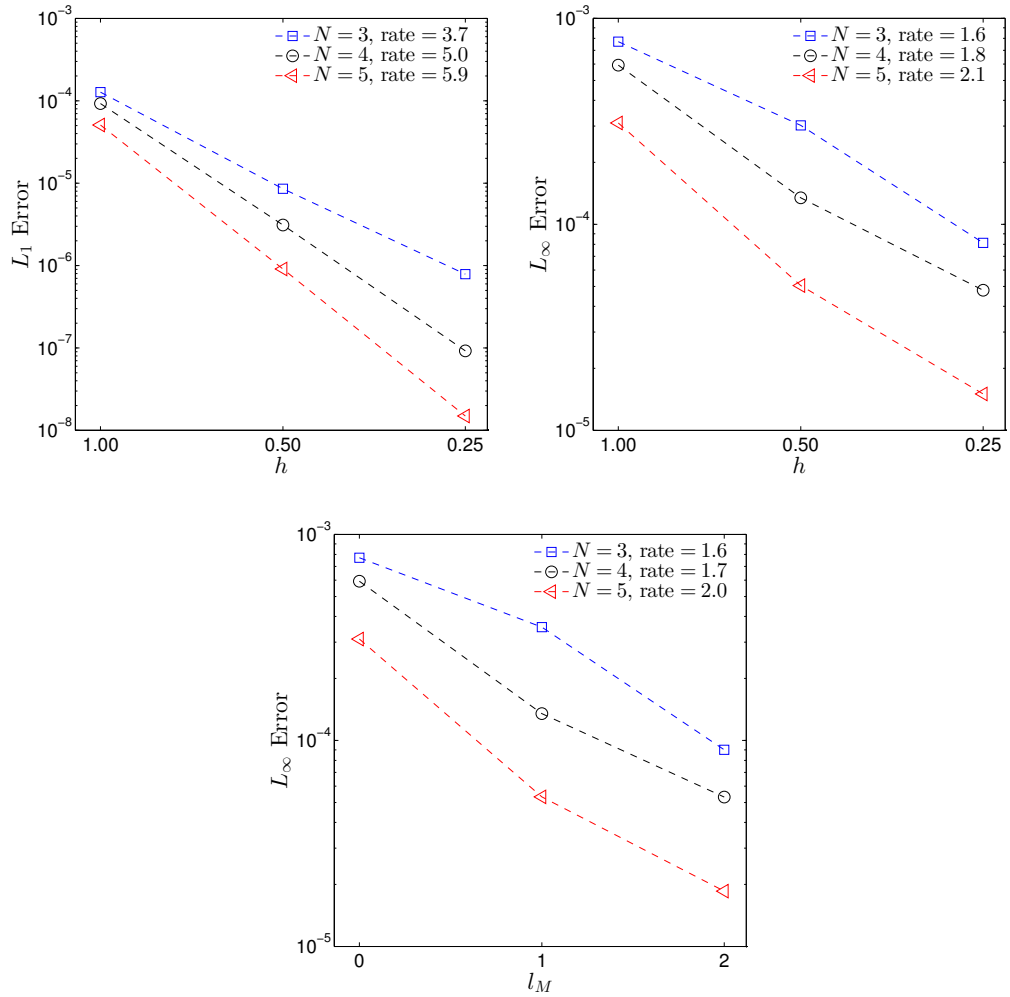 10^{-3}
10^{-4}
10^{-5}
10^{-6}
10^{-7}
10^{-8}
L_1 Error
N = 3, rate = 3.7
N = 4, rate = 5.0
N = 5, rate = 5.9
1.00 0.50 0.25
h
10^{-3}
10^{-4}
10^{-5}
L_∞ Error
N = 3, rate = 1.6
N = 4, rate = 1.8
N = 5, rate = 2.1
1.00 0.50 0.25
h
10^{-3}
10^{-4}
10^{-5}
L_∞ Error
N = 3, rate = 1.6
N = 4, rate = 1.7
N = 5, rate = 2.0
0 1 2
l_M